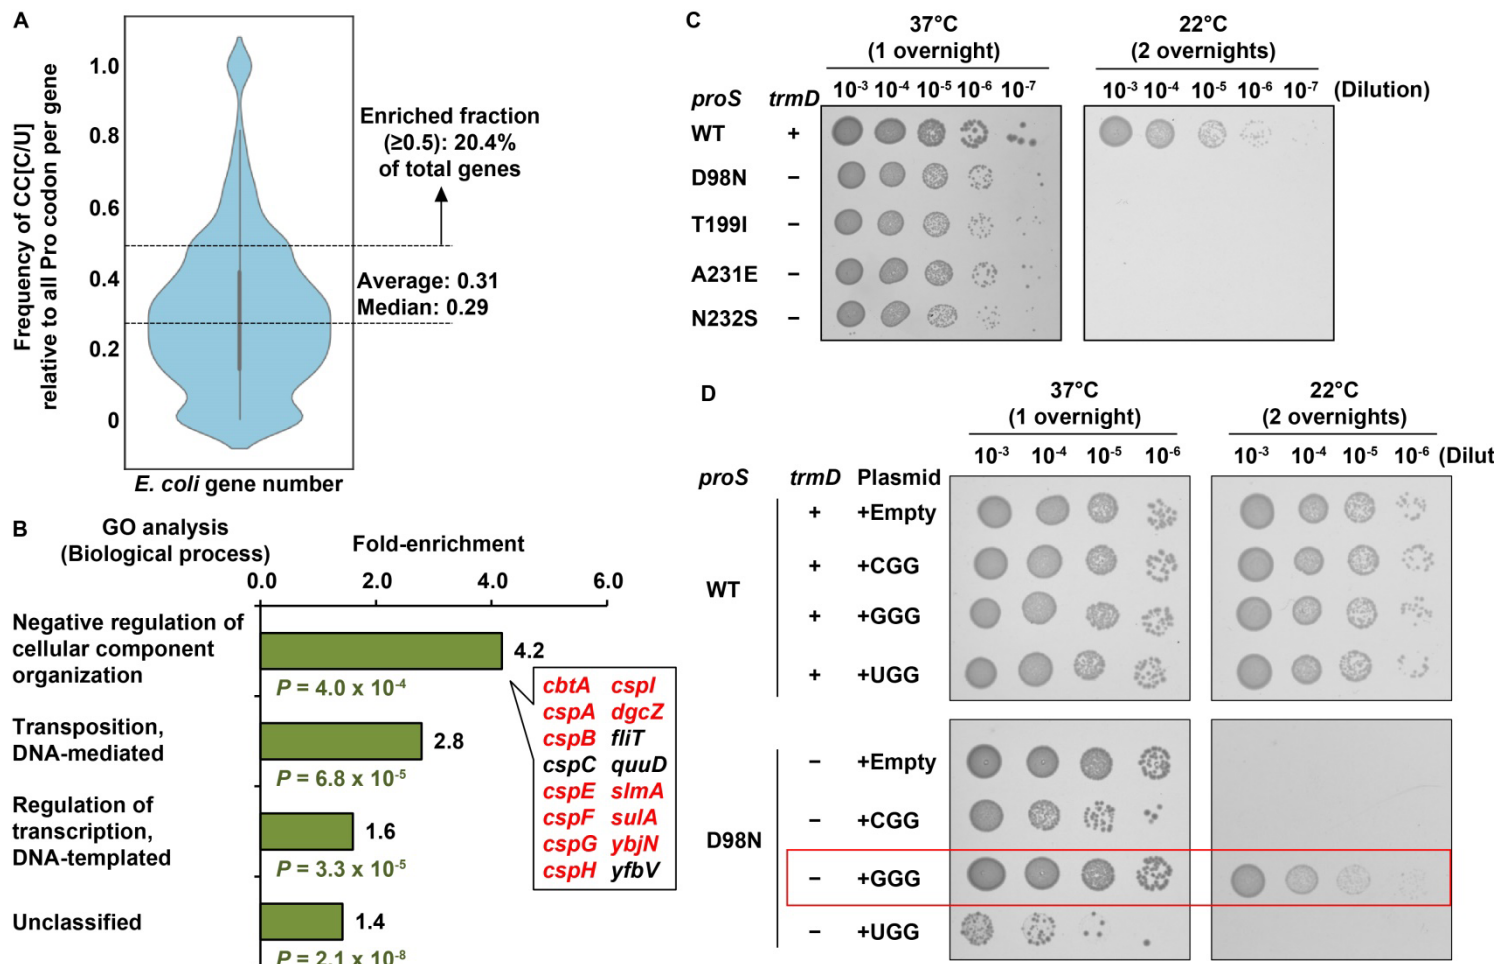 A
Frequency of CC[C/U]
relative to all Pro codon per gene
1.0
0.8
0.6
0.4
0.2
0
Enriched fraction
(≥0.5): 20.4%
of total genes
Average: 0.31
Median: 0.29
E. coli gene number
B
GO analysis
(Biological process)
Fold-enrichment
0.0 2.0 4.0 6.0
Negative regulation of
cellular component
organization
4.2
P = 4.0 x 10-4
Transposition,
DNA-mediated
2.8
P = 6.8 x 10-5
Regulation of
transcription,
DNA-templated
1.6
P = 3.3 x 10-5
Unclassified
1.4
P = 2.1 x 10-8
cbtA cspI
cspA dgcZ
cspB fliT
cspC quuD
cspE slmA
cspF sulA
cspG ybjN
cspH yfbV
C
37°C
(1 overnight)
22°C
(2 overnights)
proS trmD
10-3 10-4 10-5 10-6 10-7
10-3 10-4 10-5 10-6 10-7 (Dilution)
WT +
D98N −
T199I −
A231E −
N232S −
D
37°C
(1 overnight)
22°C
(2 overnights)
10-3 10-4 10-5 10-6
10-3 10-4 10-5 10-6 (Dilut
proS trmD Plasmid
WT
+ +Empty
+ +CGG
+ +GGG
+ +UGG
D98N
− +Empty
− +CGG
− +GGG
− +UGG